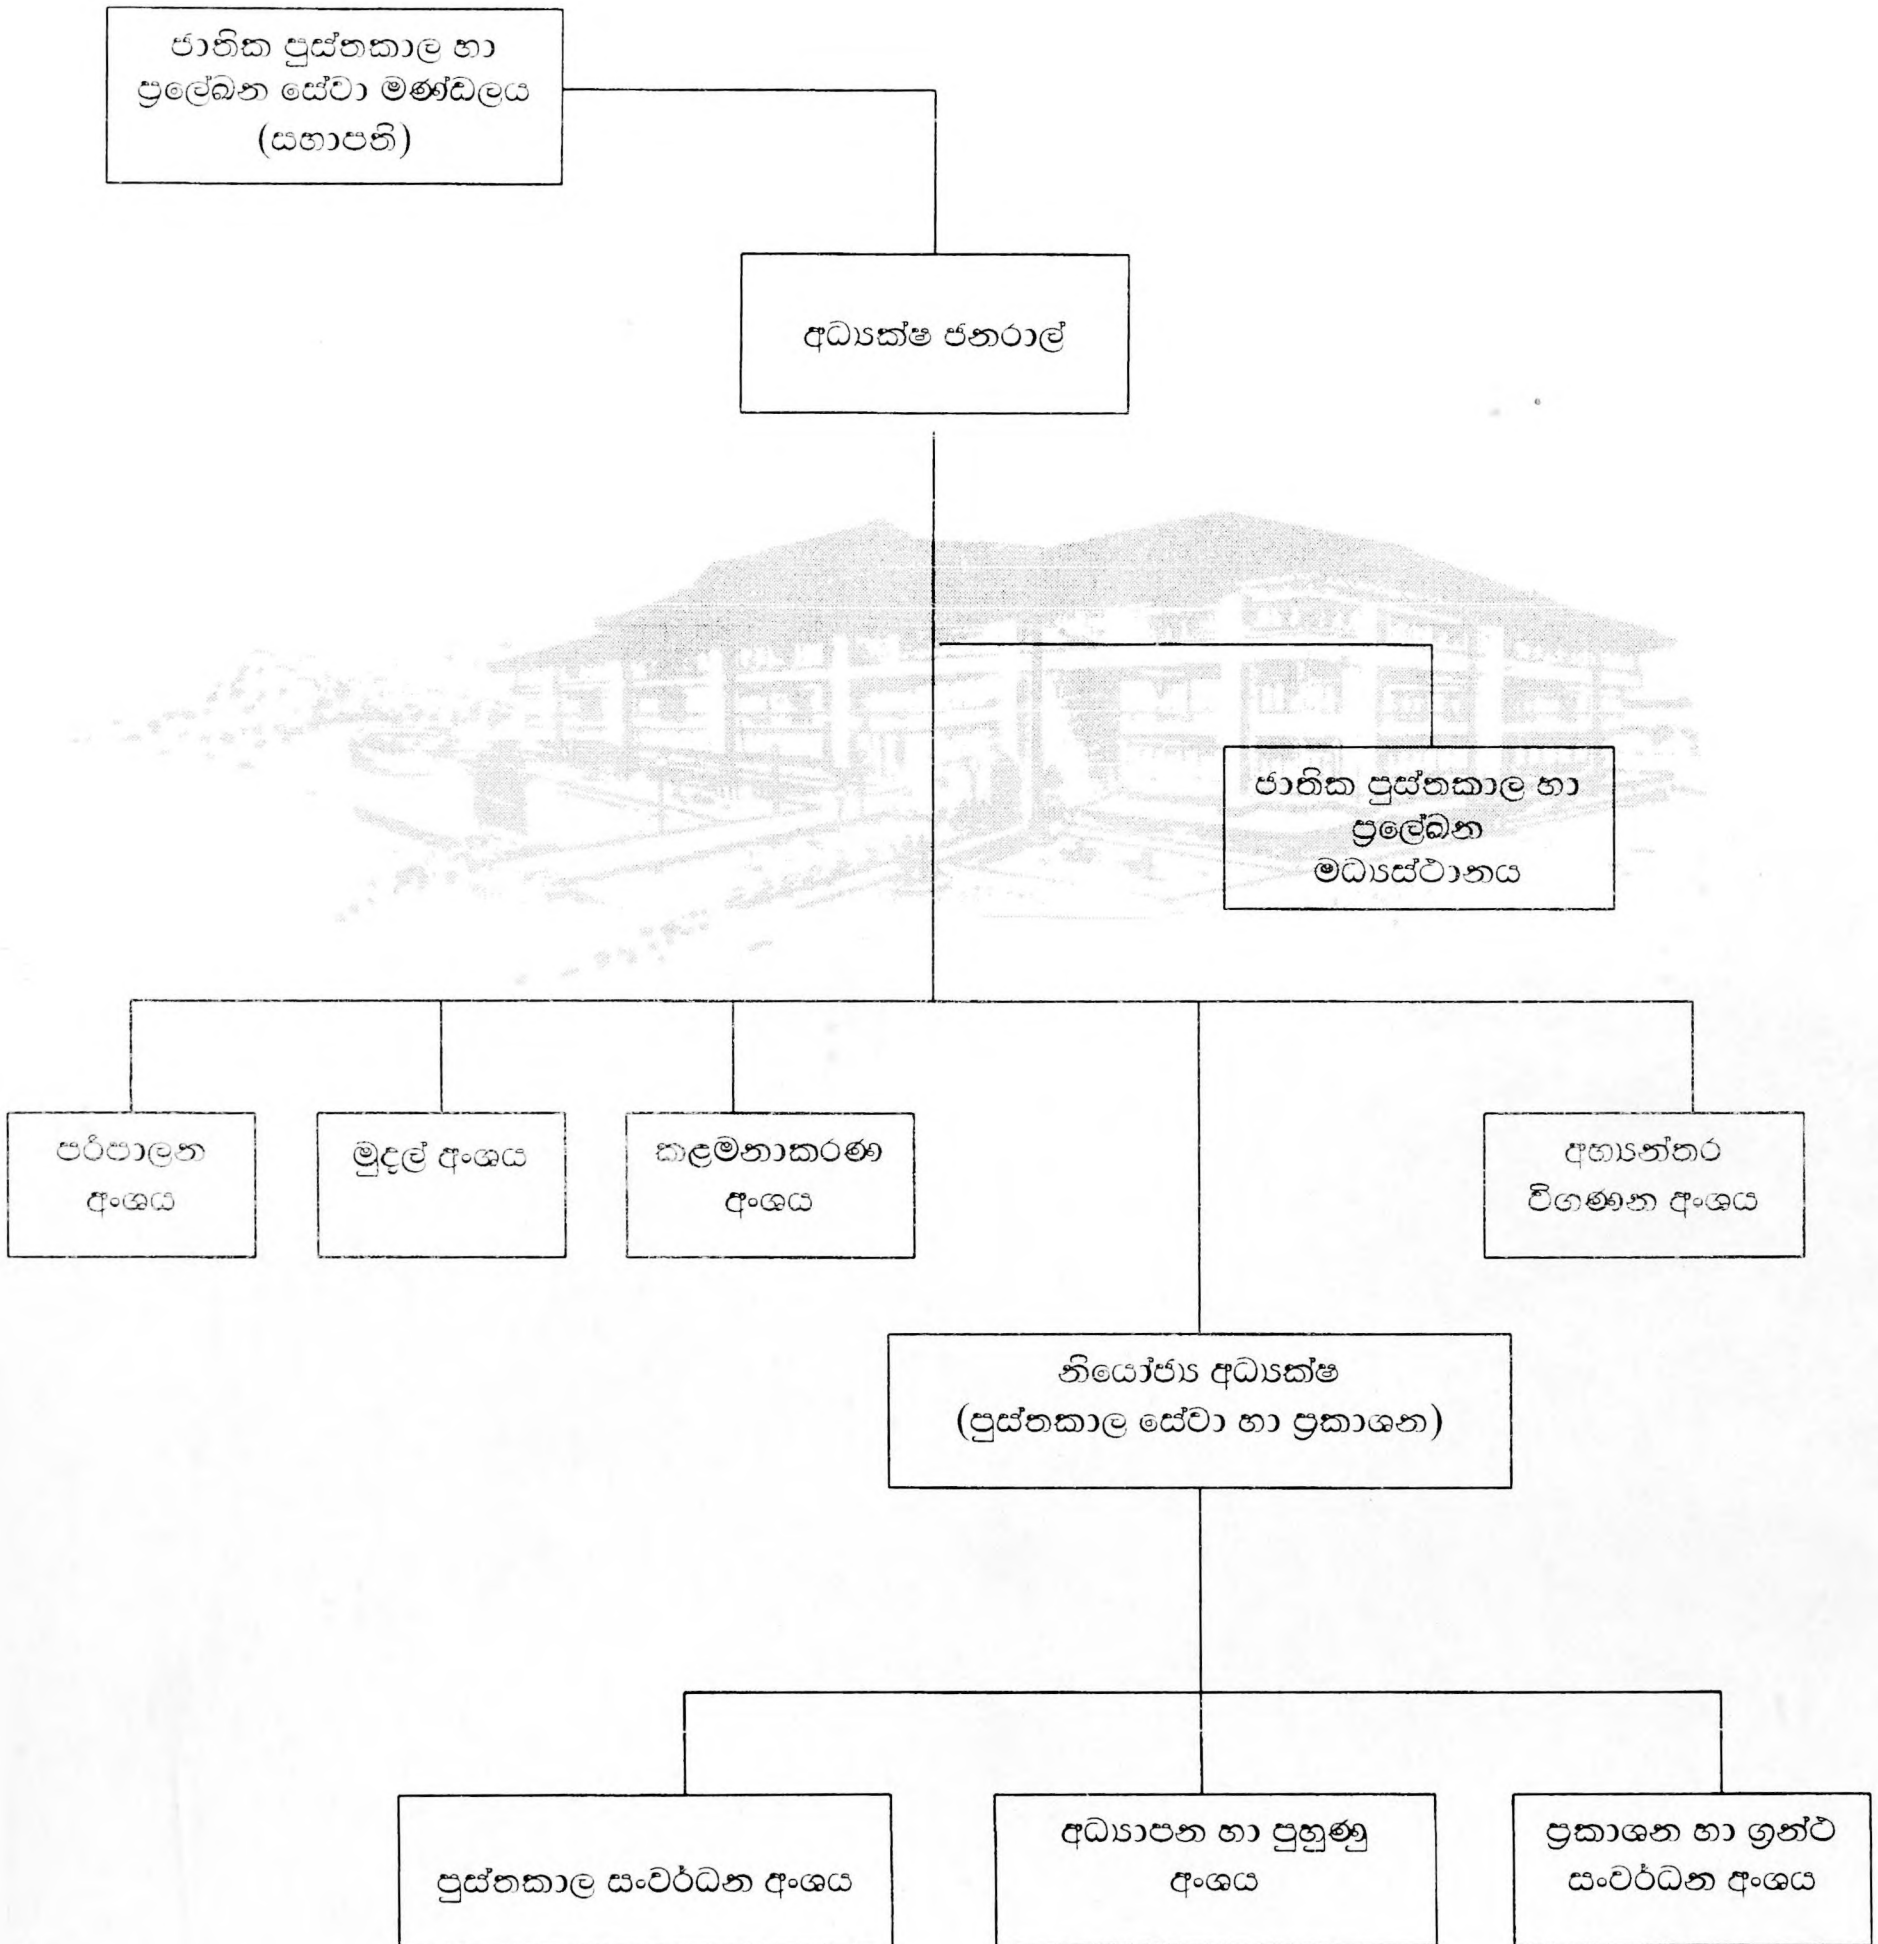 ජාතික පුස්තකාල හා
ප්‍රලේඛන සේවා මණ්ඩලය
(සභාපති)
අධ්‍යක්ෂ ජනරාල්
ජාතික පුස්තකාල හා
ප්‍රලේඛන
මධ්‍යස්ථානය
පරිපාලන
අංශය
මුදල් අංශය
කළමනාකරණ
අංශය
අභ්‍යන්තර
විගණන අංශය
නියෝජ්‍ය අධ්‍යක්ෂ
(පුස්තකාල සේවා හා ප්‍රකාශන)
පුස්තකාල සංවර්ධන අංශය
අධ්‍යාපන හා පුහුණු
අංශය
ප්‍රකාශන හා ග්‍රන්ථ
සංවර්ධන අංශය